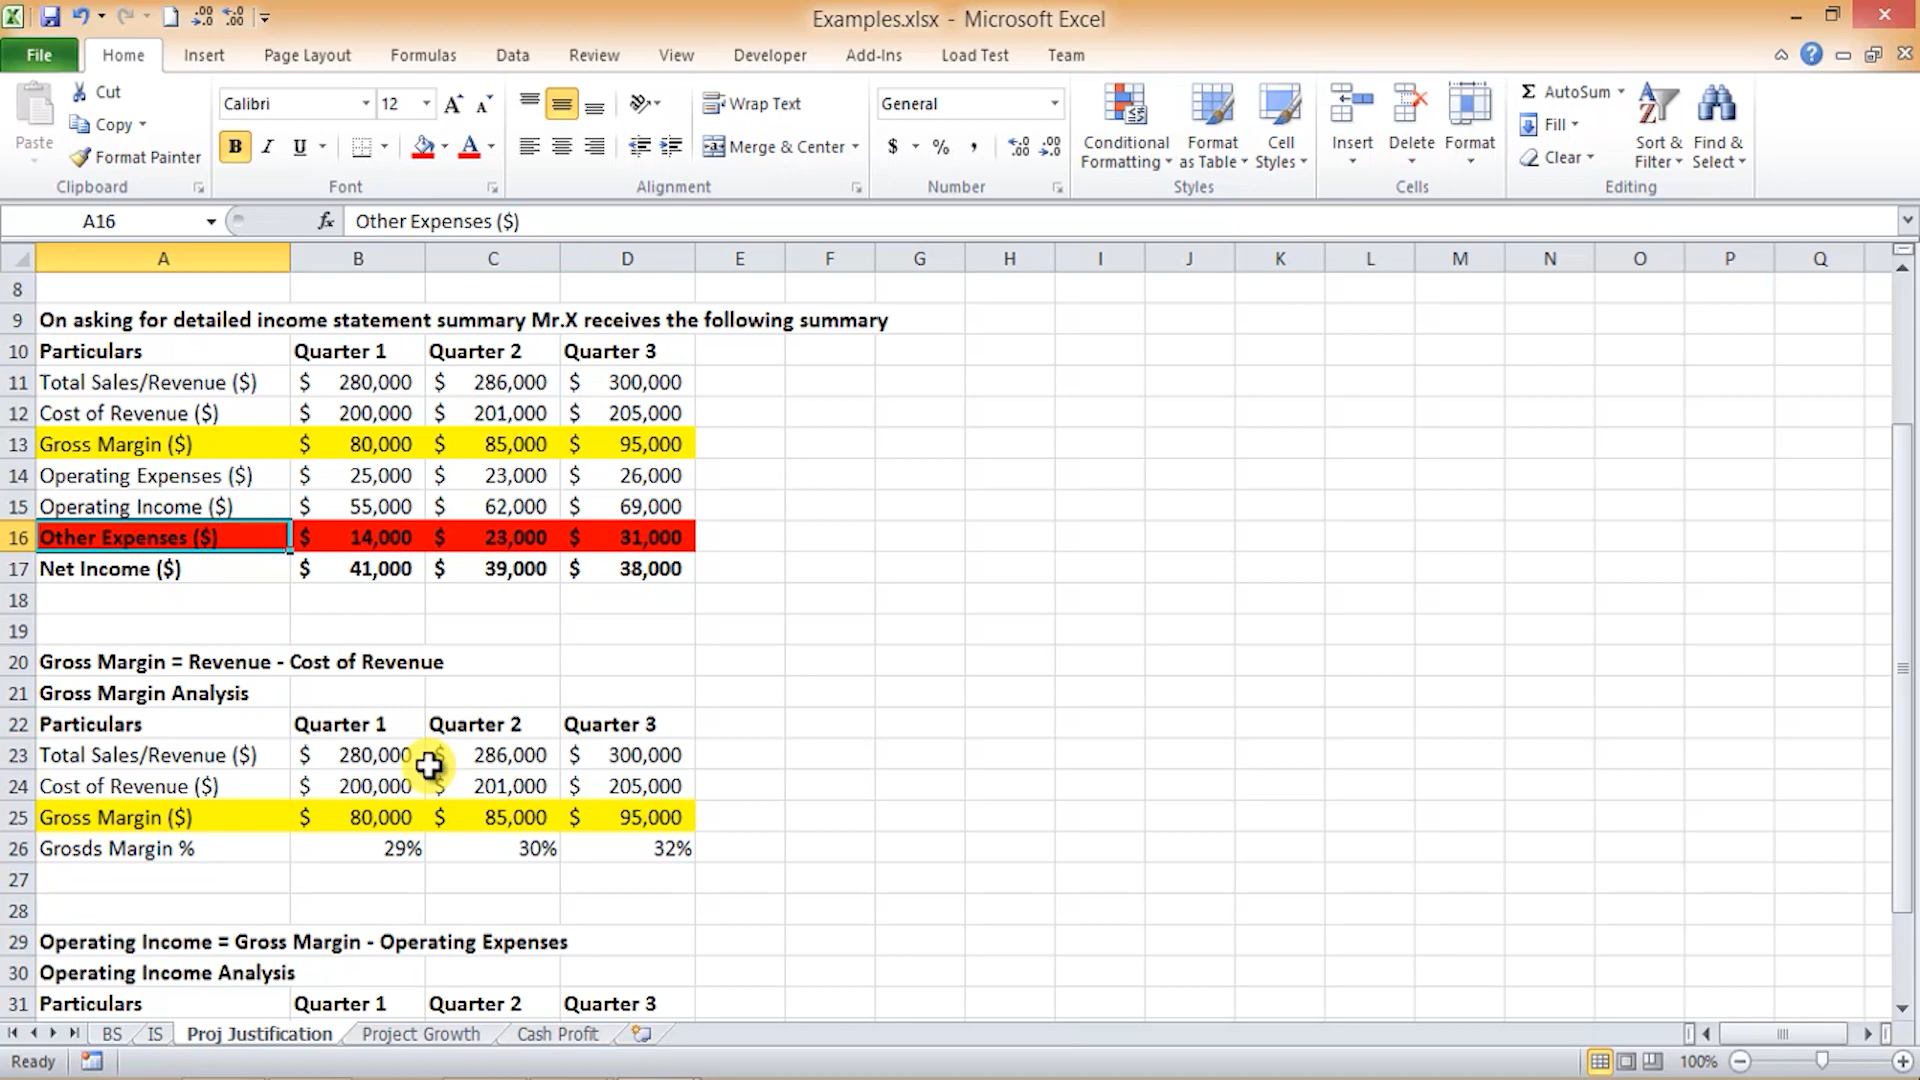 Examples.xlsx - Microsoft Excel
File Home Insert Page Layout Formulas Data Review View Developer Add-Ins Load Test Team
Paste Cut Copy Format Painter Clipboard
Calibri 12 B I U A Font
Wrap Text Merge & Center Alignment
General $ % , Number
Conditional Formatting Format as Table Cell Styles Styles
Insert Delete Format Cells
Σ AutoSum Fill Clear Sort & Filter Find & Select Editing
A16 fx Other Expenses ($)
A B C D E F G H I J K L M N O P Q
8
9 On asking for detailed income statement summary Mr.X receives the following summary
10 Particulars Quarter 1 Quarter 2 Quarter 3
11 Total Sales/Revenue ($) $ 280,000 $ 286,000 $ 300,000
12 Cost of Revenue ($) $ 200,000 $ 201,000 $ 205,000
13 Gross Margin ($) $ 80,000 $ 85,000 $ 95,000
14 Operating Expenses ($) $ 25,000 $ 23,000 $ 26,000
15 Operating Income ($) $ 55,000 $ 62,000 $ 69,000
16 Other Expenses ($) $ 14,000 $ 23,000 $ 31,000
17 Net Income ($) $ 41,000 $ 39,000 $ 38,000
18
19
20 Gross Margin = Revenue - Cost of Revenue
21 Gross Margin Analysis
22 Particulars Quarter 1 Quarter 2 Quarter 3
23 Total Sales/Revenue ($) $ 280,000 $ 286,000 $ 300,000
24 Cost of Revenue ($) $ 200,000 $ 201,000 $ 205,000
25 Gross Margin ($) $ 80,000 $ 85,000 $ 95,000
26 Grosds Margin % 29% 30% 32%
27
28
29 Operating Income = Gross Margin - Operating Expenses
30 Operating Income Analysis
31 Particulars Quarter 1 Quarter 2 Quarter 3
BS IS Proj Justification Project Growth Cash Profit
Ready 100%